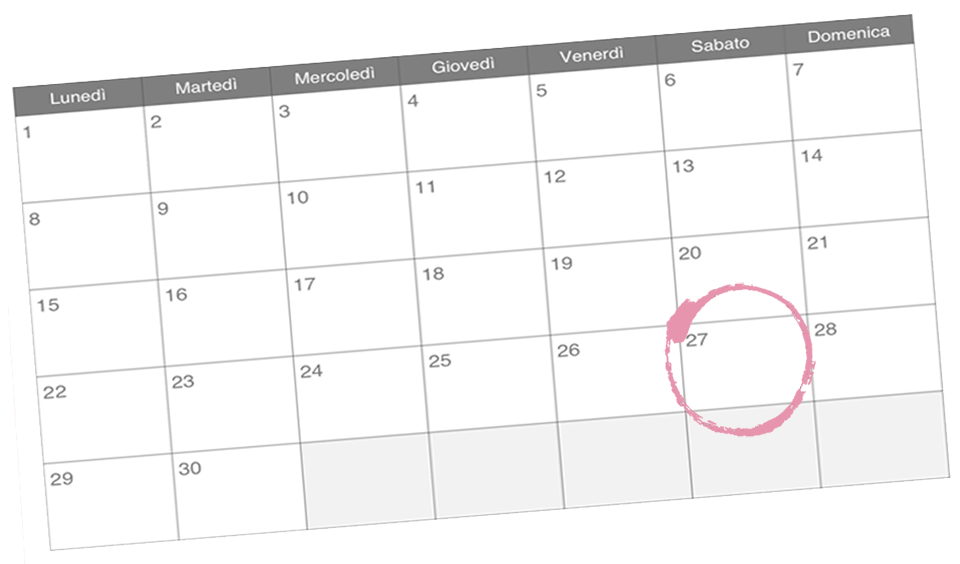 Lunedì Martedì Mercoledì Giovedì Venerdì Sabato Domenica
1 2 3 4 5 6 7
8 9 10 11 12 13 14
15 16 17 18 19 20 21
22 23 24 25 26 27 28
29 30